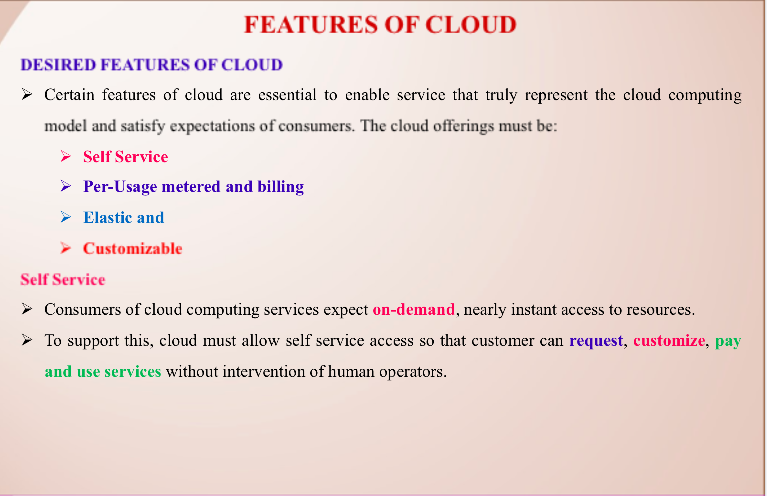 FEATURES OF CLOUD
DESIRED FEATURES OF CLOUD
➢ Certain features of cloud are essential to enable service that truly represent the cloud computing
model and satisfy expectations of consumers. The cloud offerings must be:
➢ Self Service
➢ Per-Usage metered and billing
➢ Elastic and
➢ Customizable
Self Service
➢ Consumers of cloud computing services expect on-demand, nearly instant access to resources.
➢ To support this, cloud must allow self service access so that customer can request, customize, pay
and use services without intervention of human operators.